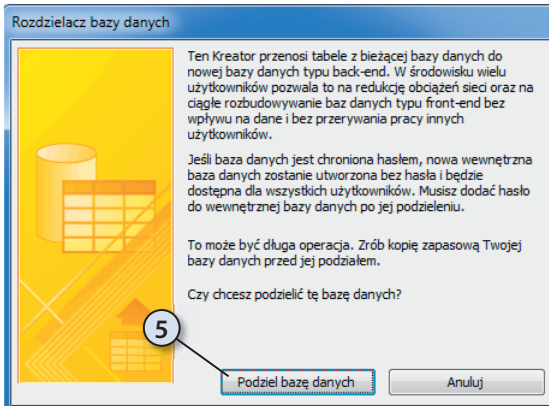 Rozdzielacz bazy danych
Ten Kreator przenosi tabele z bieżącej bazy danych do
nowej bazy danych typu back-end. W środowisku wielu
użytkowników pozwala to na redukcję obciążeń sieci oraz na
ciągłe rozbudowywanie baz danych typu front-end bez
wpływu na dane i bez przerywania pracy innych
użytkowników.
Jeśli baza danych jest chroniona hasłem, nowa wewnętrzna
baza danych zostanie utworzona bez hasła i będzie
dostępna dla wszystkich użytkowników. Musisz dodać hasło
do wewnętrznej bazy danych po jej podzieleniu.
To może być długa operacja. Zrób kopię zapasową Twojej
bazy danych przed jej podziałem.
Czy chcesz podzielić tę bazę danych?
5
Podziel bazę danych
Anuluj